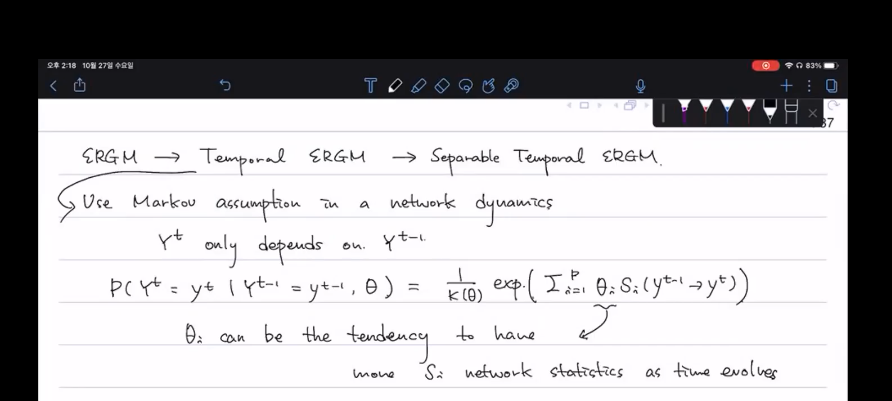 오후 2:18 10월 27일 수요일 83%
37
ERGM → Temporal ERGM → Separable Temporal ERGM.
Use Markov assumption in a network dynamics
Y^t only depends on. Y^{t-1}.
P(Y^t = y^t | Y^{t-1} = y^{t-1}, θ) = 1/K(θ) exp.(Σ_{i=1}^P θ_i S_i(y^{t-1} → y^t))
θ_i can be the tendency to have
more S_i network statistics as time evolves